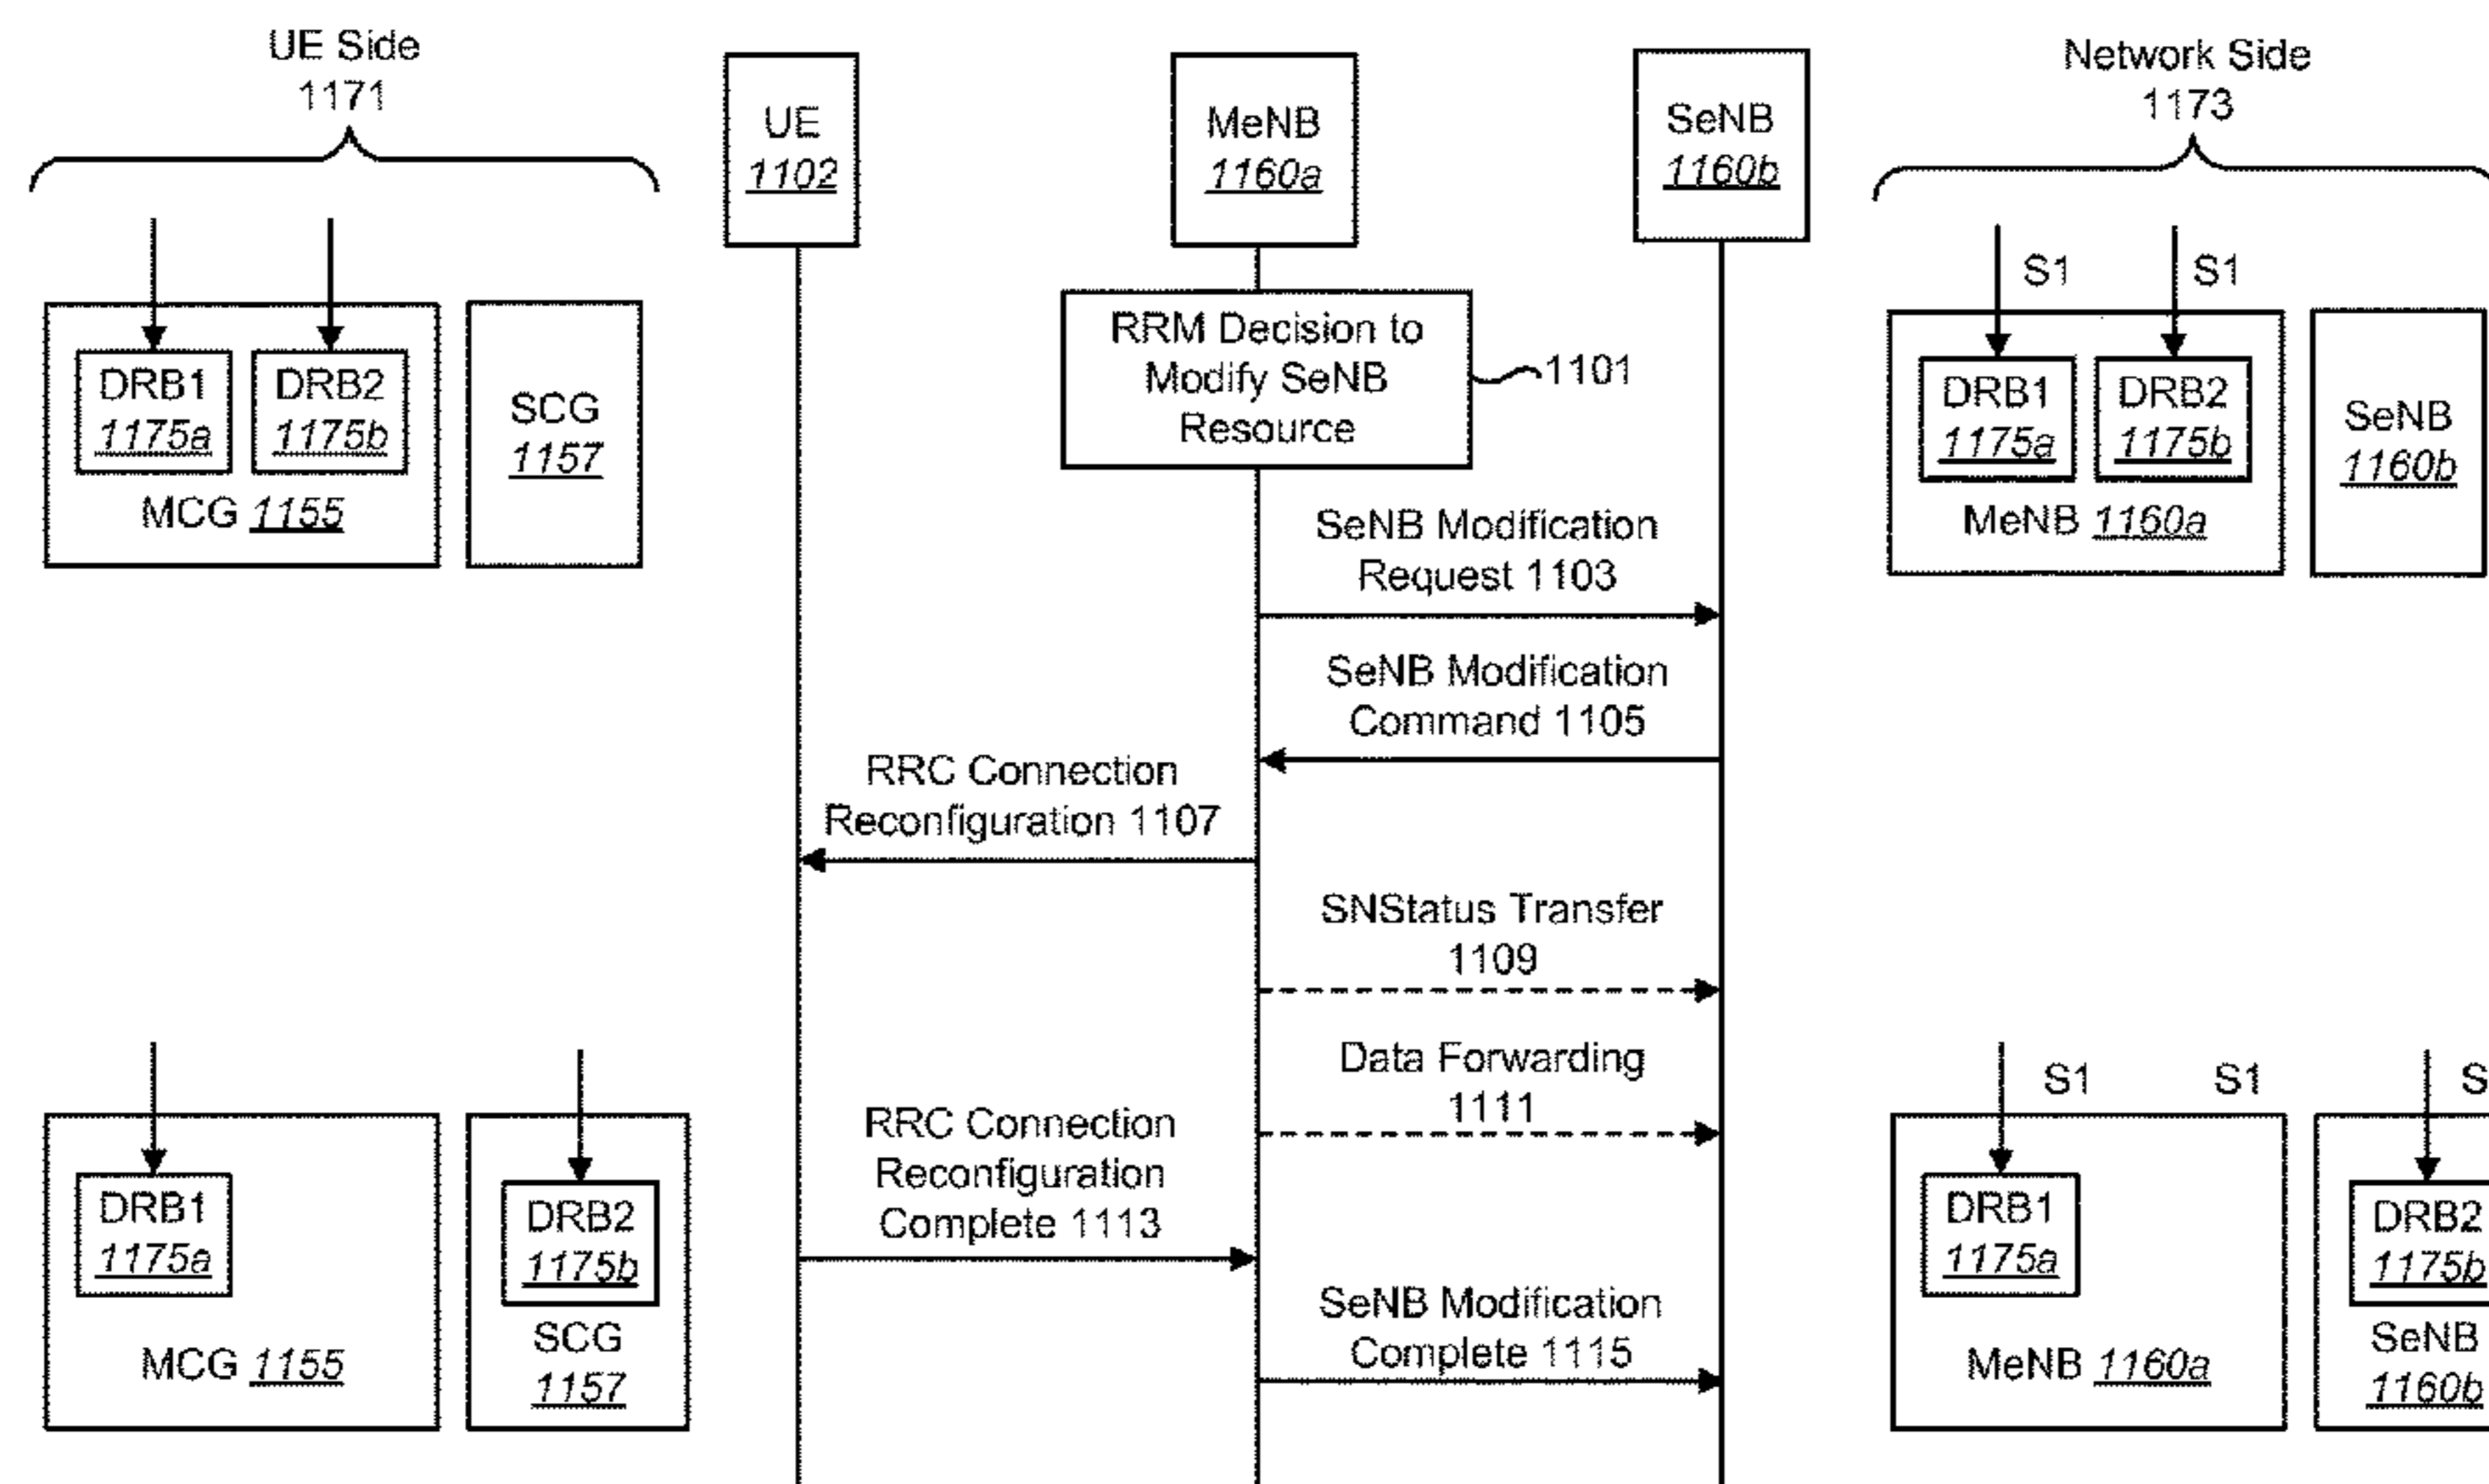 UE Side
1171
UE
1102
MeNB
1160a
SeNB
1160b
Network Side
1173
DRB1
1175a
DRB2
1175b
MCG 1155
SCG
1157
RRM Decision to
Modify SeNB
Resource
1101
S1
S1
DRB1
1175a
DRB2
1175b
MeNB 1160a
SeNB
1160b
SeNB Modification
Request 1103
SeNB Modification
Command 1105
RRC Connection
Reconfiguration 1107
SNStatus Transfer
1109
Data Forwarding
1111
RRC Connection
Reconfiguration
Complete 1113
SeNB Modification
Complete 1115
DRB1
1175a
MCG 1155
DRB2
1175b
SCG
1157
S1
S1
DRB1
1175a
MeNB 1160a
DRB2
1175b
SeNB
1160b